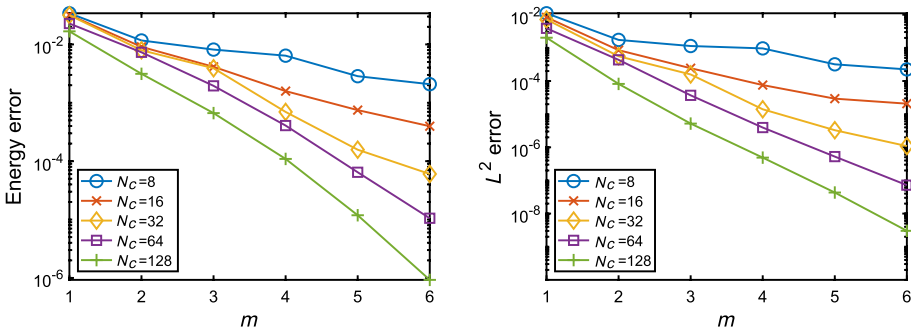 10^-2
10^-4
10^-6
Energy error
N_C=8
N_C=16
N_C=32
N_C=64
N_C=128
1 2 3 4 5 6
m
10^-2
10^-4
10^-6
10^-8
L^2 error
N_C=8
N_C=16
N_C=32
N_C=64
N_C=128
1 2 3 4 5 6
m